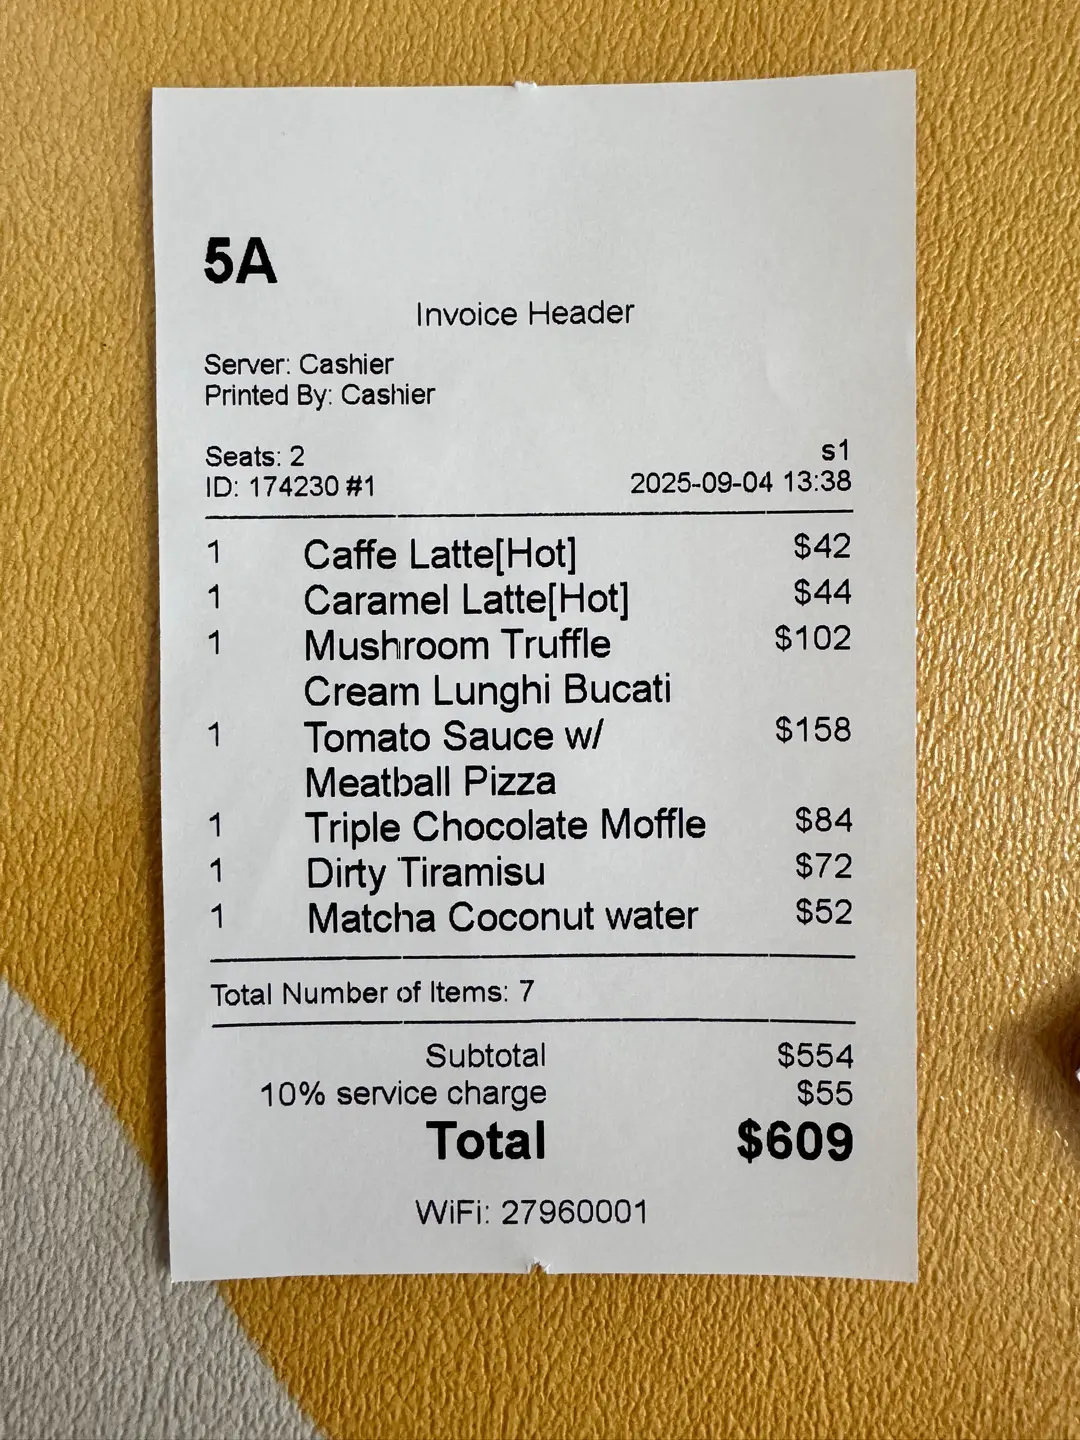 5A
Invoice Header
Server: Cashier
Printed By: Cashier
Seats: 2 s1
ID: 174230 #1 2025-09-04 13:38
1 Caffe Latte[Hot] $42
1 Caramel Latte[Hot] $44
1 Mushroom Truffle $102
Cream Lunghi Bucati
1 Tomato Sauce w/ $158
Meatball Pizza
1 Triple Chocolate Moffle $84
1 Dirty Tiramisu $72
1 Matcha Coconut water $52
Total Number of Items: 7
Subtotal $554
10% service charge $55
Total $609
WiFi: 27960001